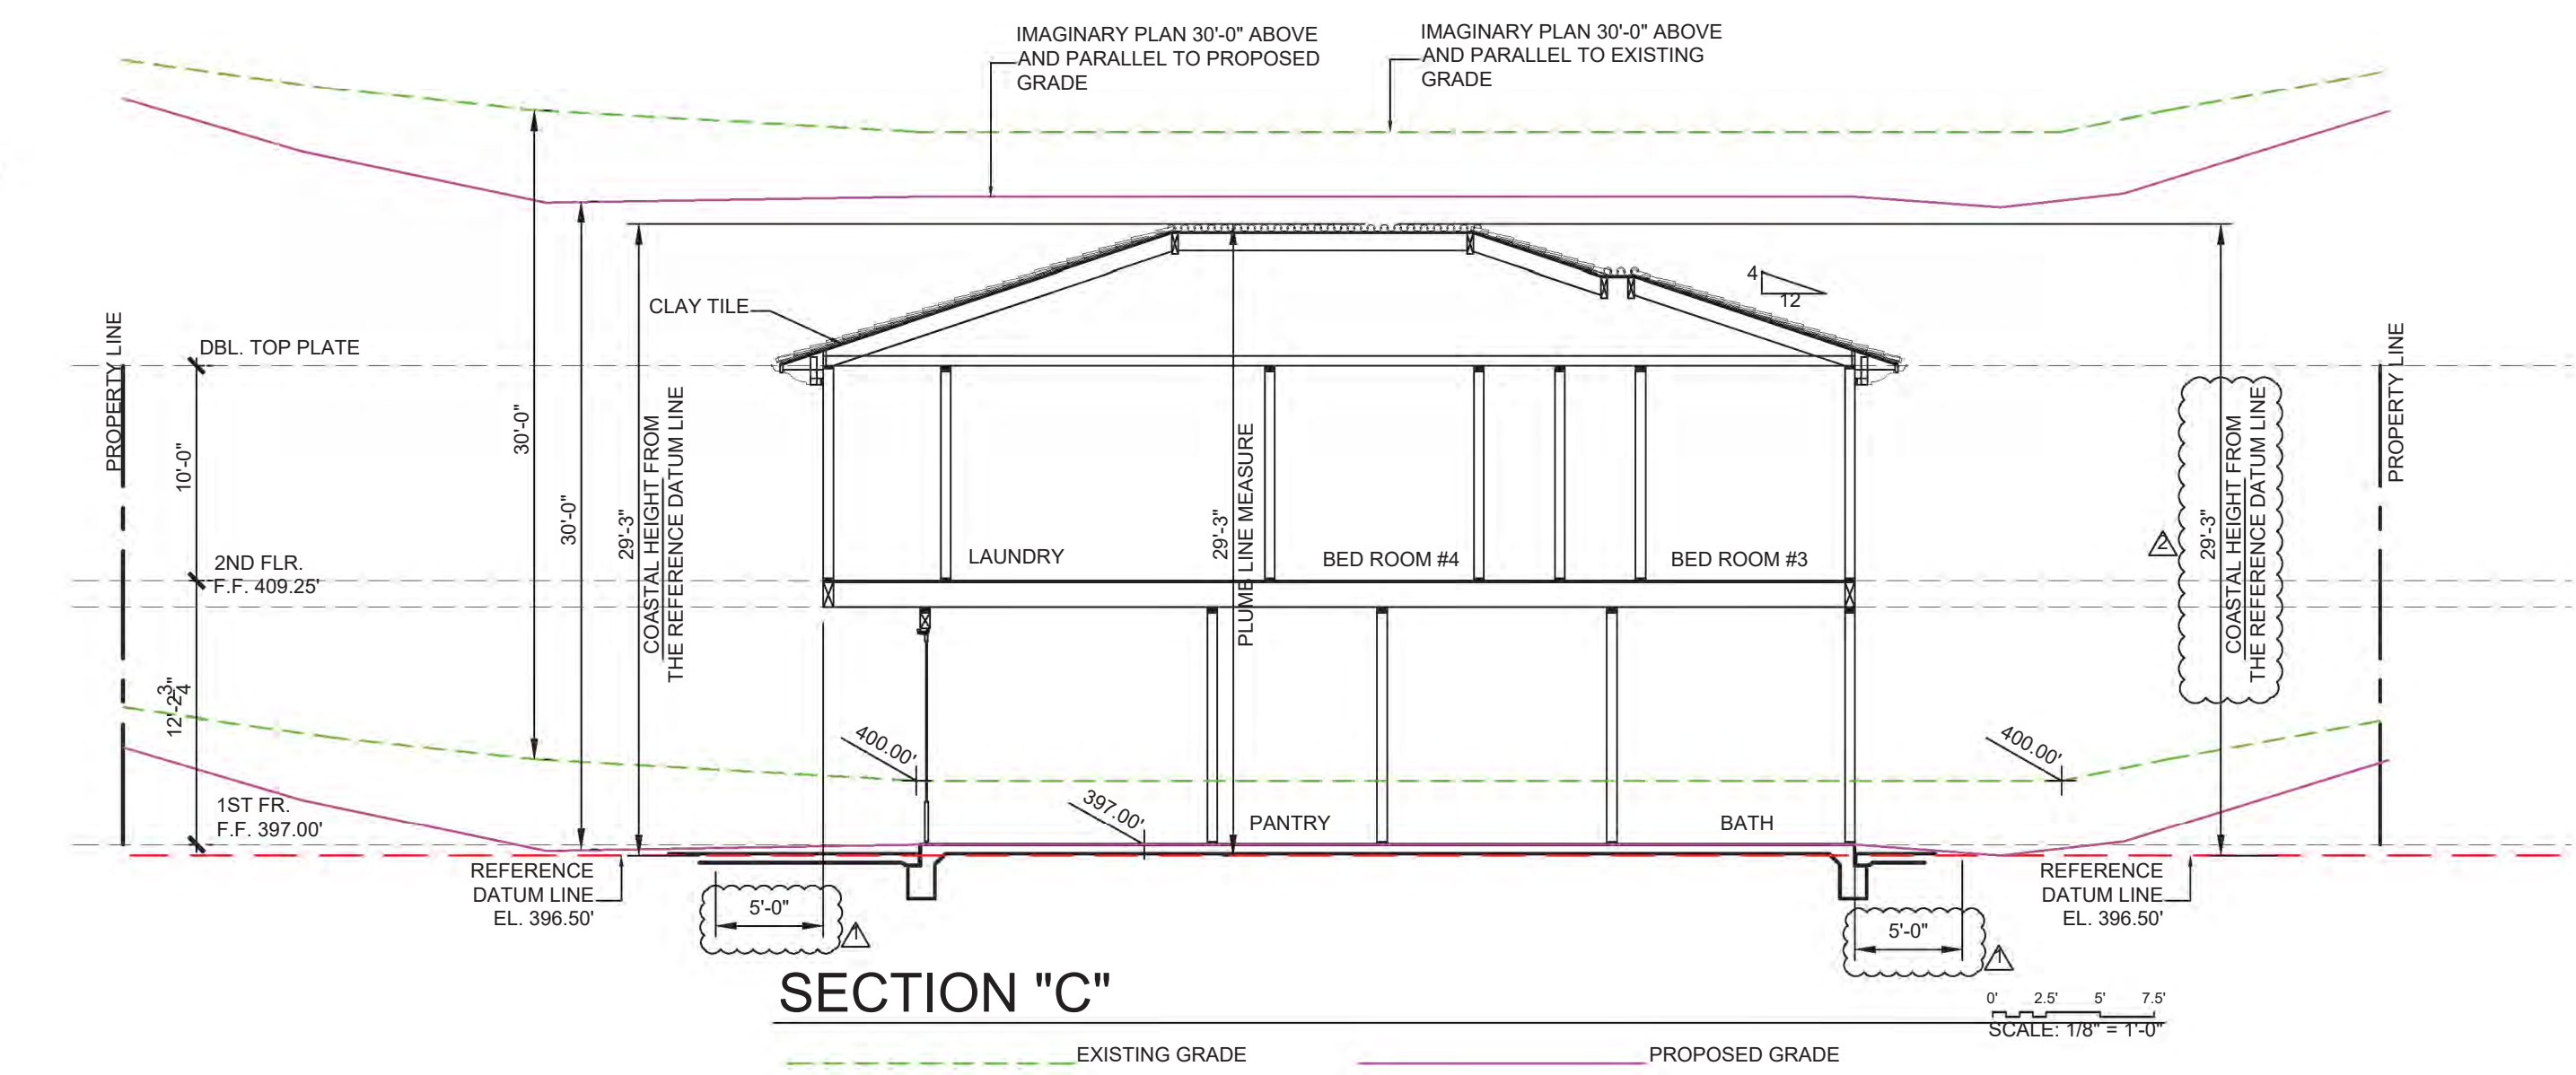 IMAGINARY PLAN 30'-0" ABOVE
AND PARALLEL TO PROPOSED
GRADE
IMAGINARY PLAN 30'-0" ABOVE
AND PARALLEL TO EXISTING
GRADE
PROPERTY LINE
DBL. TOP PLATE
10'-0"
2ND FLR.
F.F. 409.25'
12'-2 3/4"
1ST FR.
F.F. 397.00'
30'-0"
30'-0"
29'-3"
COASTAL HEIGHT FROM
THE REFERENCE DATUM LINE
CLAY TILE
4
12
29'-3"
PLUMB LINE MEASURE
LAUNDRY
BED ROOM #4
BED ROOM #3
400.00'
397.00'
PANTRY
BATH
400.00'
2
29'-3"
COASTAL HEIGHT FROM
THE REFERENCE DATUM LINE
PROPERTY LINE
REFERENCE
DATUM LINE
EL. 396.50'
5'-0"
1
5'-0"
1
REFERENCE
DATUM LINE
EL. 396.50'
SECTION "C"
0' 2.5' 5' 7.5'
SCALE: 1/8" = 1'-0"
EXISTING GRADE
PROPOSED GRADE